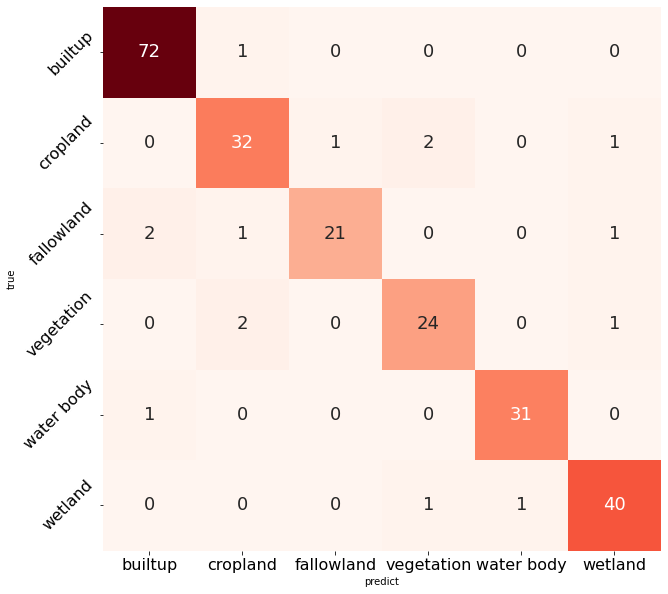 builtup 72 1 0 0 0 0
cropland 0 32 1 2 0 1
fallowland 2 1 21 0 0 1
vegetation 0 2 0 24 0 1
water body 1 0 0 0 31 0
wetland 0 0 0 1 1 40
true
builtup cropland fallowland vegetation water body wetland
predict